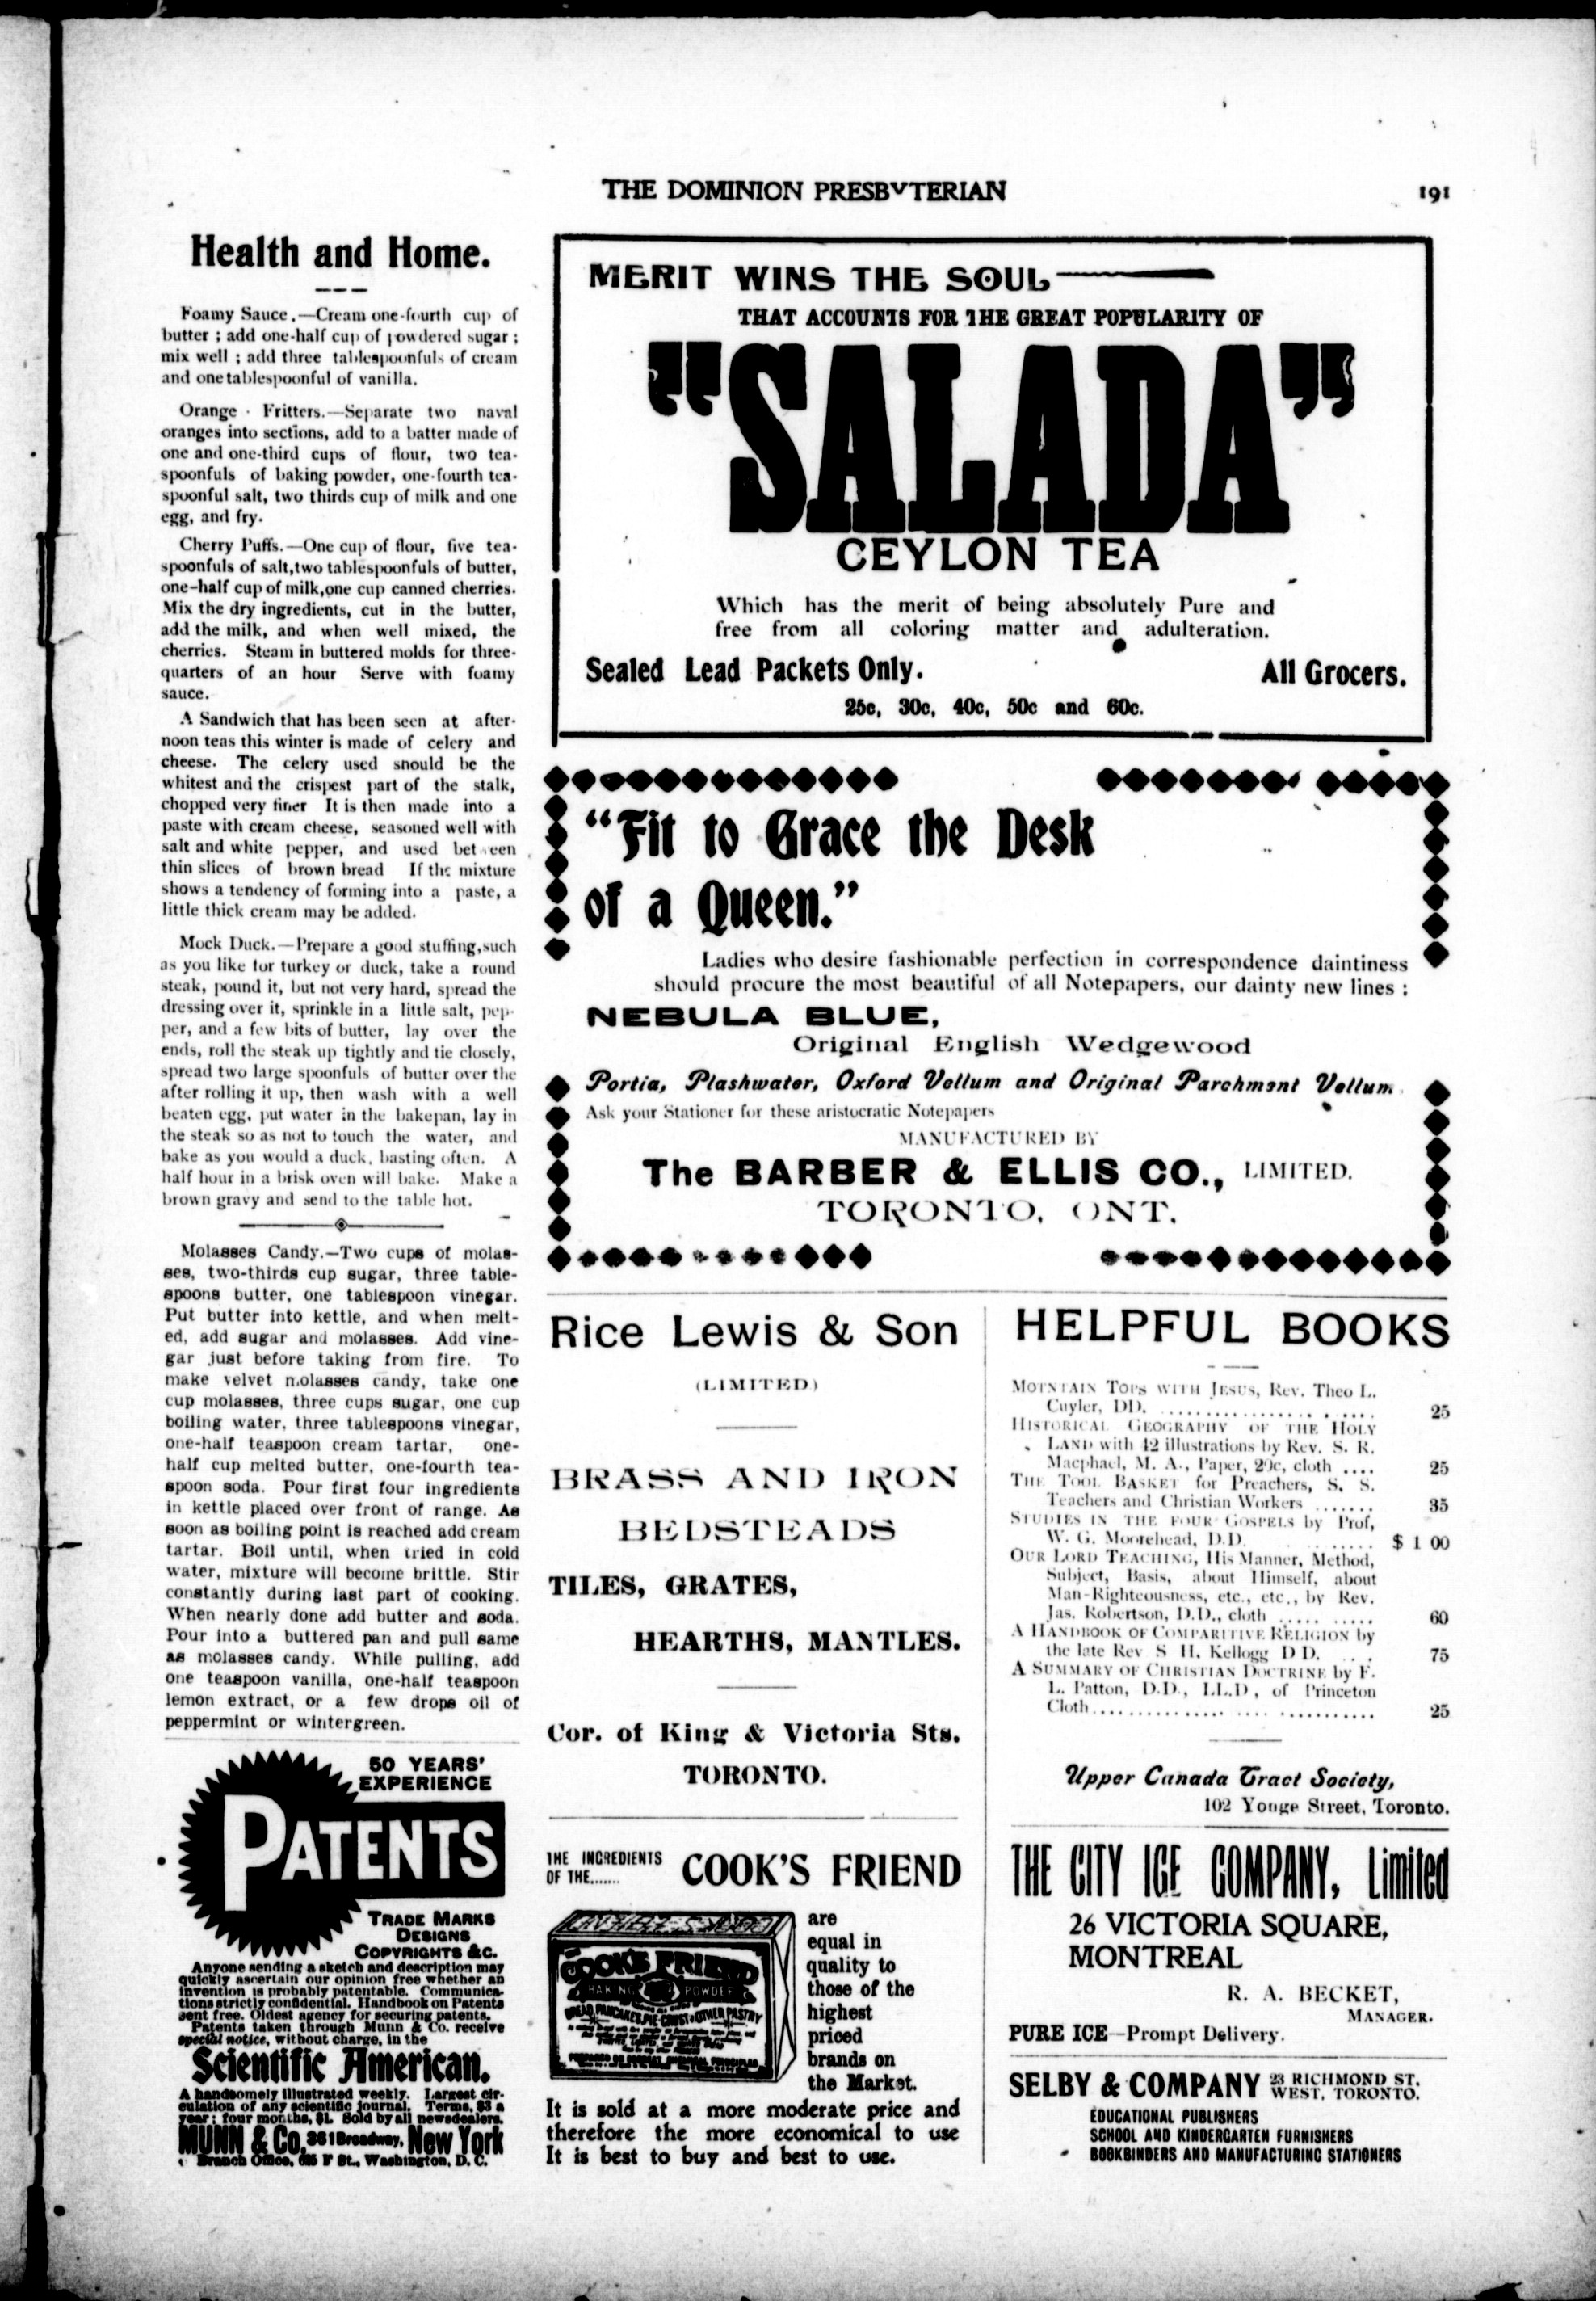 THE DOMINION PRESBYTERIAN
191
Health and Home.
Foamy Sauce.—Cream one-fourth cup of
butter ; add one-half cup of powdered sugar ;
mix well ; add three tablespoonfuls of cream
and one tablespoonful of vanilla.
Orange Fritters.—Separate two naval
oranges into sections, add to a batter made of
one and one-third cups of flour, two tea-
spoonfuls of baking powder, one-fourth tea-
spoonful salt, two thirds cup of milk and one
egg, and fry.
Cherry Puffs.—One cup of flour, five tea-
spoonfuls of salt,two tablespoonfuls of butter,
one-half cup of milk,one cup canned cherries.
Mix the dry ingredients, cut in the butter,
add the milk, and when well mixed, the
cherries. Steam in buttered molds for three-
quarters of an hour Serve with foamy
sauce.
A Sandwich that has been seen at after-
noon teas this winter is made of celery and
cheese. The celery used snould be the
whitest and the crispest part of the stalk,
chopped very finer It is then made into a
paste with cream cheese, seasoned well with
salt and white pepper, and used bet een
thin slices of brown bread If the mixture
shows a tendency of forming into a paste, a
little thick cream may be added.
Mock Duck.—Prepare a good stuffing,such
as you like for turkey or duck, take a round
steak, pound it, but not very hard, spread the
dressing over it, sprinkle in a little salt, pep-
per, and a few bits of butter, lay over the
ends, roll the steak up tightly and tie closely,
spread two large spoonfuls of butter over the
after rolling it up, then wash with a well
beaten egg, put water in the bakepan, lay in
the steak so as not to touch the water, and
bake as you would a duck, basting often. A
half hour in a brisk oven will bake. Make a
brown gravy and send to the table hot.
Molasses Candy.—Two cups of molas-
ses, two-thirds cup sugar, three table-
spoons butter, one tablespoon vinegar.
Put butter into kettle, and when melt-
ed, add sugar and molasses. Add vine-
gar just before taking from fire. To
make velvet molasses candy, take one
cup molasses, three cups sugar, one cup
boiling water, three tablespoons vinegar,
one-half teaspoon cream tartar, one-
half cup melted butter, one-fourth tea-
spoon soda. Pour first four ingredients
in kettle placed over front of range. As
soon as boiling point is reached add cream
tartar. Boil until, when tried in cold
water, mixture will become brittle. Stir
constantly during last part of cooking.
When nearly done add butter and soda.
Pour into a buttered pan and pull same
as molasses candy. While pulling, add
one teaspoon vanilla, one-half teaspoon
lemon extract, or a few drops oil of
peppermint or wintergreen.
50 YEARS'
EXPERIENCE
PATENTS
TRADE MARKS
DESIGNS
COPYRIGHTS &C.
Anyone sending a sketch and description may
quickly ascertain our opinion free whether an
invention is probably patentable. Communica-
tions strictly confidential. Handbook on Patents
sent free. Oldest agency for securing patents.
Patents taken through Munn & Co. receive
special notice, without charge, in the
Scientific American.
A handsomely illustrated weekly. Largest cir-
culation of any scientific journal. Terms, $3 a
year; four months, $1. Sold by all newsdealers.
MUNN & Co. 361 Broadway, New York
Branch Office, 625 F St., Washington, D. C.
MERIT WINS THE SOUL
THAT ACCOUNTS FOR THE GREAT POPULARITY OF
"SALADA"
CEYLON TEA
Which has the merit of being absolutely Pure and
free from all coloring matter and adulteration.
Sealed Lead Packets Only. All Grocers.
25c, 30c, 40c, 50c and 60c.
"Fit to Grace the Desk
of a Queen."
Ladies who desire fashionable perfection in correspondence daintiness
should procure the most beautiful of all Notepapers, our dainty new lines :
NEBULA BLUE,
Original English Wedgewood
Portia, Plashwater, Oxford Vellum and Original Parchment Vellum
Ask your Stationer for these aristocratic Notepapers
MANUFACTURED BY
The BARBER & ELLIS CO., LIMITED.
TORONTO, ONT.
Rice Lewis & Son
(LIMITED)
BRASS AND IRON
BEDSTEADS
TILES, GRATES,
HEARTHS, MANTLES.
Cor. of King & Victoria Sts.
TORONTO.
THE INGREDIENTS
OF THE.......
COOK'S FRIEND
COOK'S FRIEND
BAKING POWDER
BREAD, PANCAKES, PIE-CRUST & OTHER PASTRY
are
equal in
quality to
those of the
highest
priced
brands on
the Market.
It is sold at a more moderate price and
therefore the more economical to use
It is best to buy and best to use.
HELPFUL BOOKS
MOUNTAIN TOPS WITH JESUS, Rev. Theo L.
Cuyler, DD. .................... 25
HISTORICAL GEOGRAPHY OF THE HOLY
LAND with 42 illustrations by Rev. S. R.
Macphael, M. A., Paper, 20c, cloth .... 25
THE TOOL BASKET for Preachers, S. S.
Teachers and Christian Workers ....... 35
STUDIES IN THE FOUR GOSPELS by Prof,
W. G. Moorehead, D.D. ..... $ 1 00
OUR LORD TEACHING, His Manner, Method,
Subject, Basis, about Himself, about
Man-Righteousness, etc., etc., by Rev.
Jas. Robertson, D.D., cloth .......... 60
A HANDBOOK OF COMPARITIVE RELIGION by
the late Rev S H. Kellogg D D. ... 75
A SUMMARY OF CHRISTIAN DOCTRINE by F.
L. Patton, D.D., LL.D, of Princeton
Cloth.............................. 25
Upper Canada Tract Society,
102 Yonge Street, Toronto.
THE CITY ICE COMPANY, Limited
26 VICTORIA SQUARE,
MONTREAL
R. A. BECKET,
MANAGER.
PURE ICE—Prompt Delivery.
SELBY & COMPANY 23 RICHMOND ST.
WEST, TORONTO.
EDUCATIONAL PUBLISHERS
SCHOOL AND KINDERGARTEN FURNISHERS
BOOKBINDERS AND MANUFACTURING STATIONERS